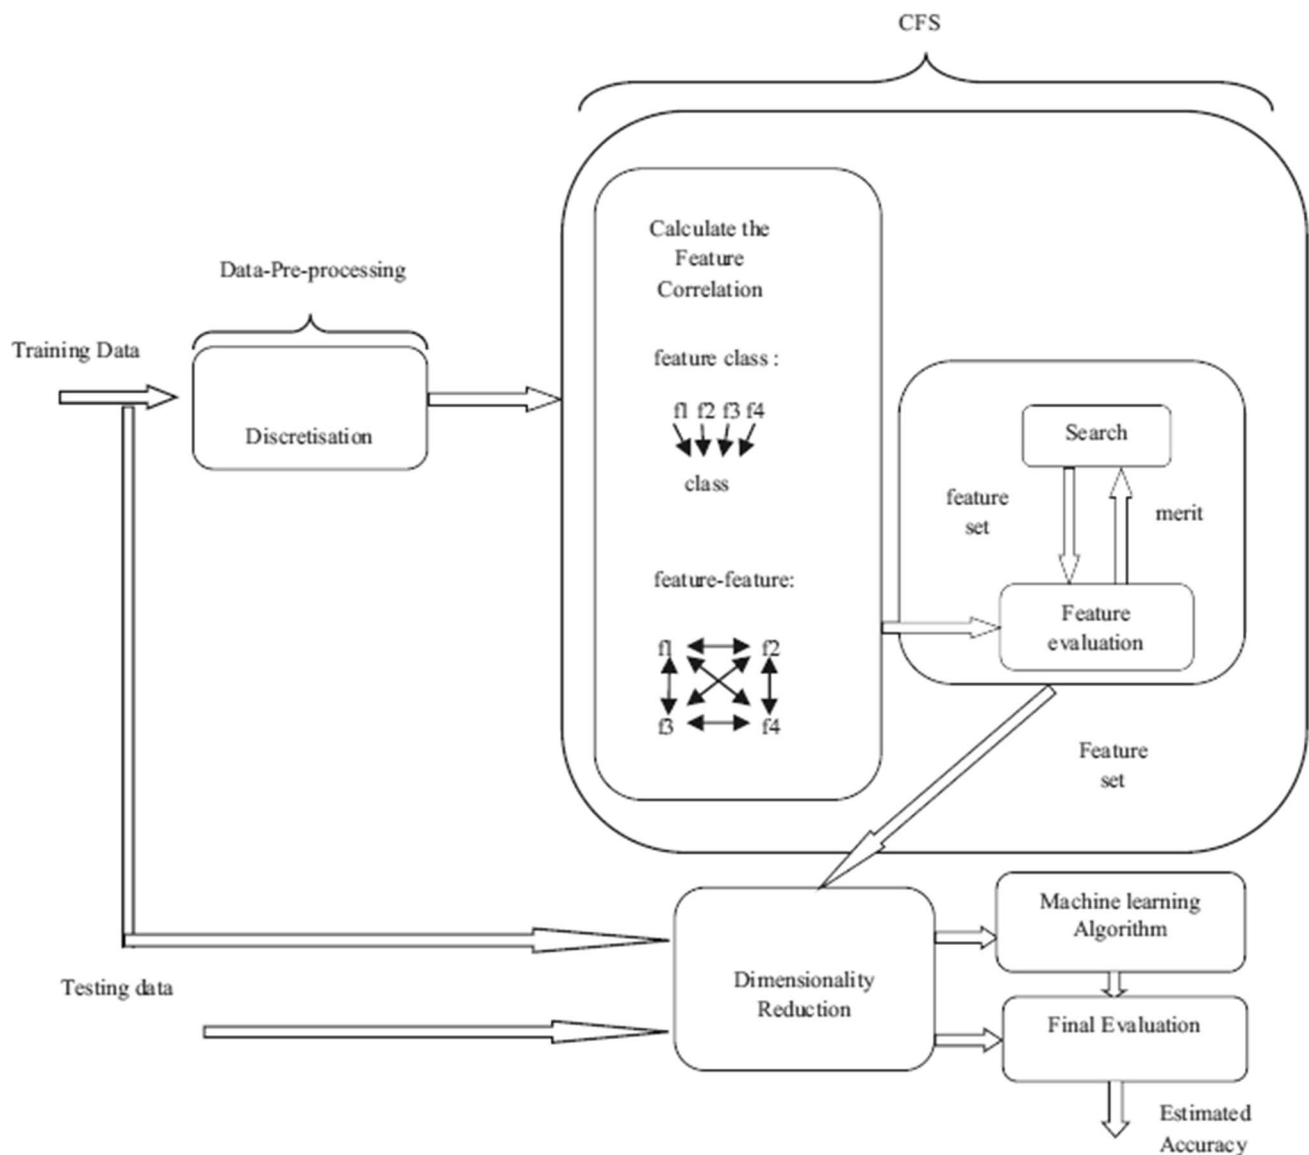 CFS
Data-Pre-processing
Training Data
Discretisation
Calculate the
Feature
Correlation
feature class :
f1 f2 f3 f4
class
feature-feature:
f1 f2
f3 f4
Search
feature
set
merit
Feature
evaluation
Feature
set
Testing data
Dimensionality
Reduction
Machine learning
Algorithm
Final Evaluation
Estimated
Accuracy